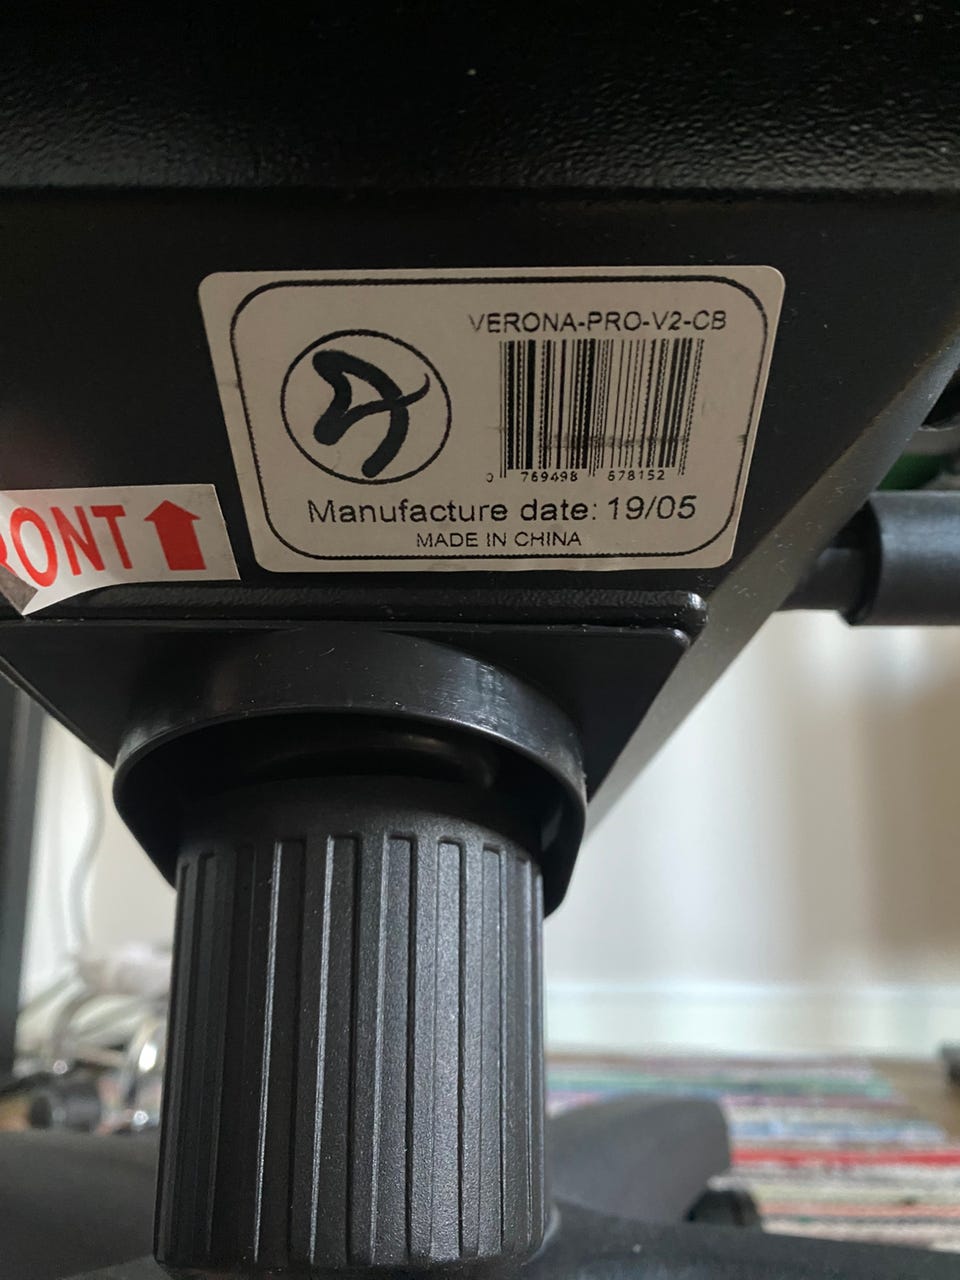 VERONA-PRO-V2-CB
0 769498 678152
Manufacture date: 19/05
MADE IN CHINA
RONT